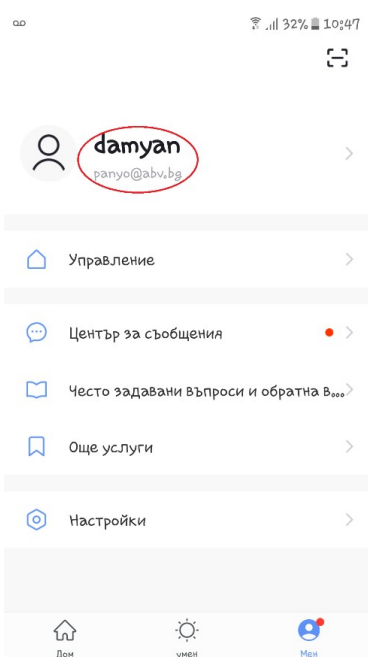 32% 10:47
damyan
panyo@abv.bg
Управление
Център за съобщения
Често задавани въпроси и обратна в...
Още услуги
Настройки
Дом умен Мен